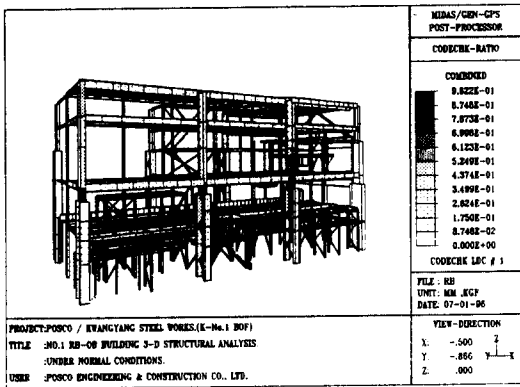 MIDAS/GEN-GPS
POST-PROCESSOR
CODECHK-RATIO
COMBINED
9.622E-01
8.748E-01
7.873E-01
6.998E-01
6.123E-01
5.249E-01
4.374E-01
3.499E-01
2.624E-01
1.750E-01
8.748E-02
0.000E+00
CODECHK LDC # 1
FILE : RH
UNIT: MM ,KGF
DATE: 07-01-96
VIEW-DIRECTION
X: -.500
Y: -.866
Z: .000
Z
Y X
PROJECT:POSCO / KWANGYANG STEEL WORKS.(K-No.1 BOF)
TITLE :NO.1 RH-OB BUILDING 3-D STRUCTURAL ANALYSIS
:UNDER NORMAL CONDITIONS.
USER :POSCO ENGINEERING & CONSTRUCTION CO., LTD.